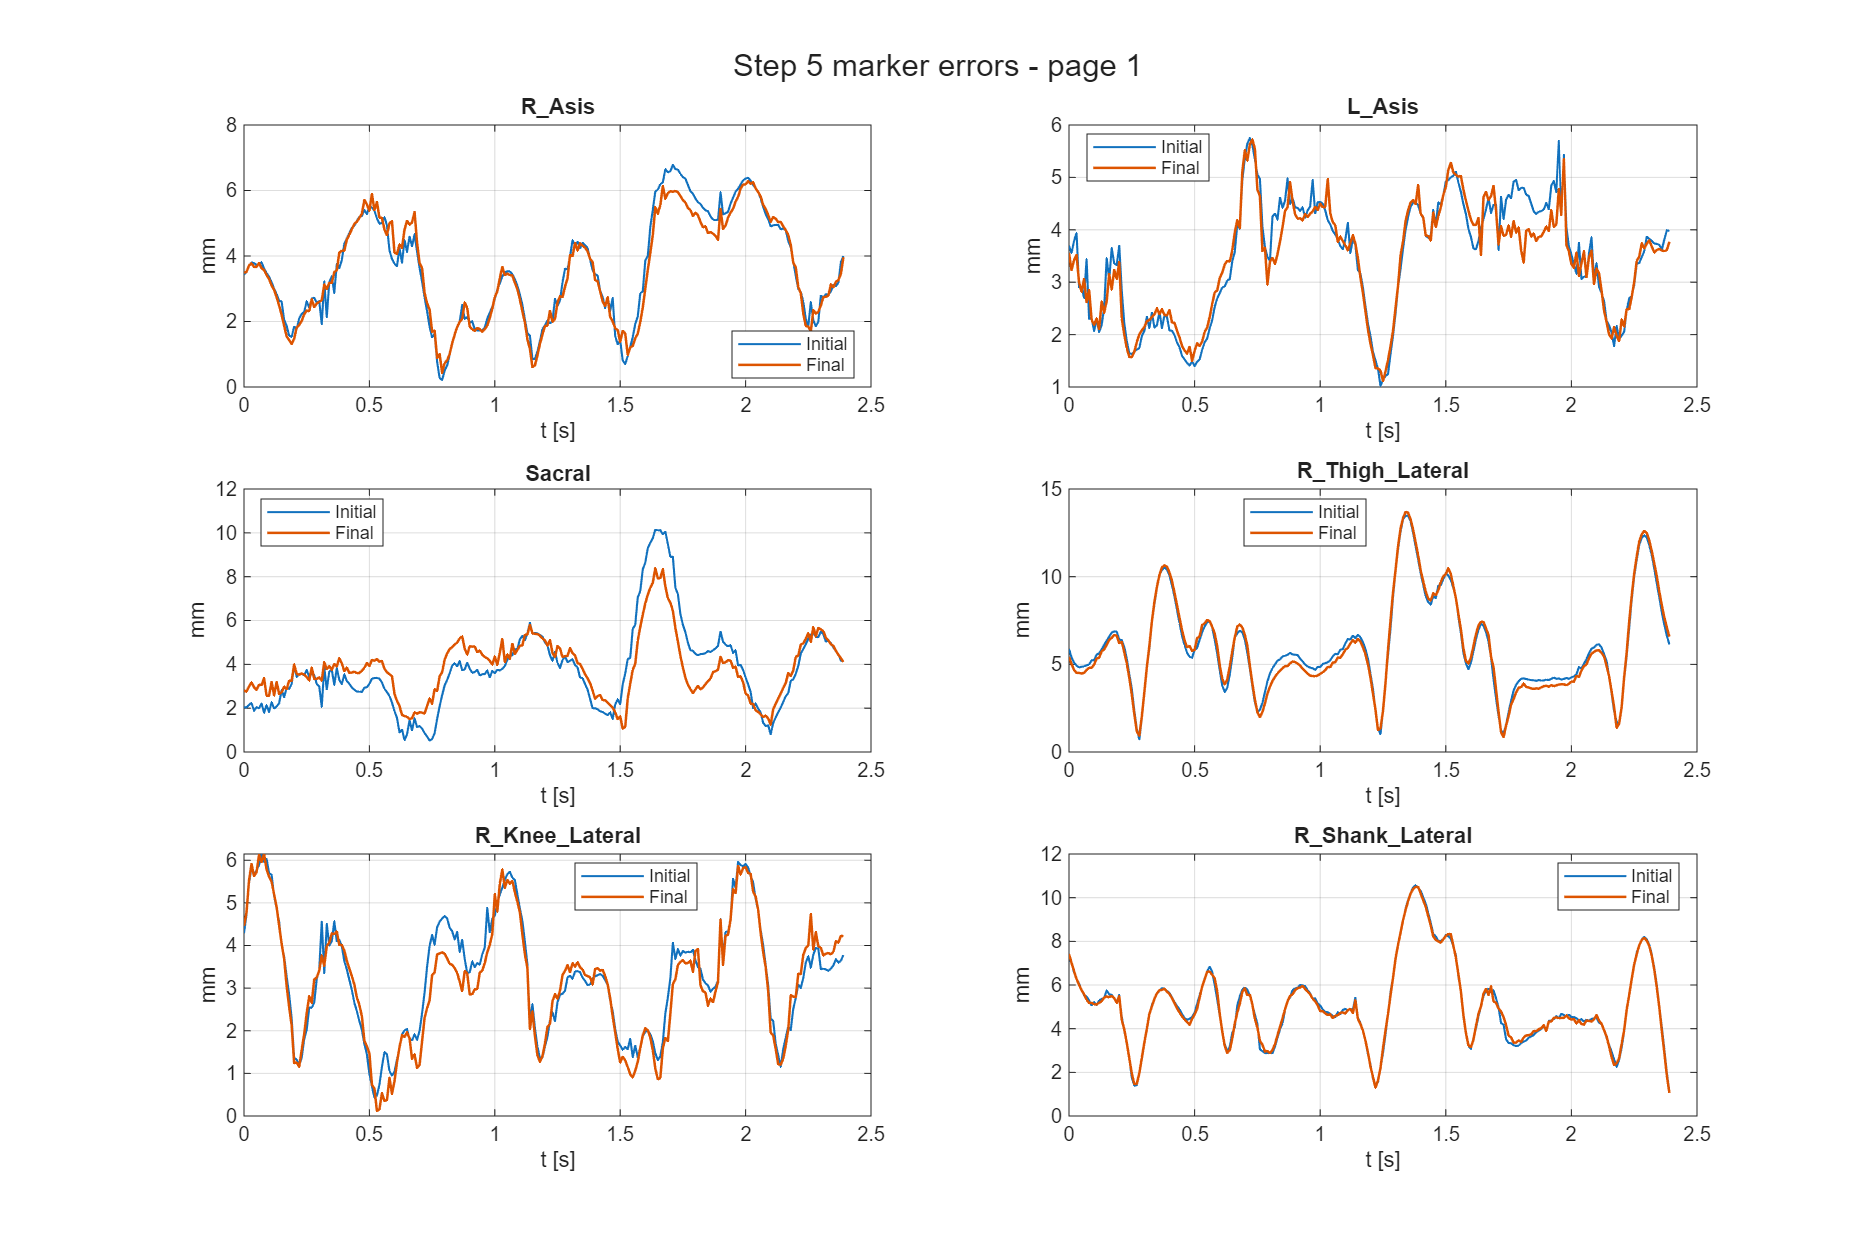 Step 5 marker errors - page 1
R_Asis
mm
8
6
4
2
0
0 0.5 1 1.5 2 2.5
t [s]
Initial
Final
L_Asis
mm
6
5
4
3
2
1
0 0.5 1 1.5 2 2.5
t [s]
Initial
Final
Sacral
mm
12
10
8
6
4
2
0
0 0.5 1 1.5 2 2.5
t [s]
Initial
Final
R_Thigh_Lateral
mm
15
10
5
0
0 0.5 1 1.5 2 2.5
t [s]
Initial
Final
R_Knee_Lateral
mm
6
5
4
3
2
1
0
0 0.5 1 1.5 2 2.5
t [s]
Initial
Final
R_Shank_Lateral
mm
12
10
8
6
4
2
0
0 0.5 1 1.5 2 2.5
t [s]
Initial
Final